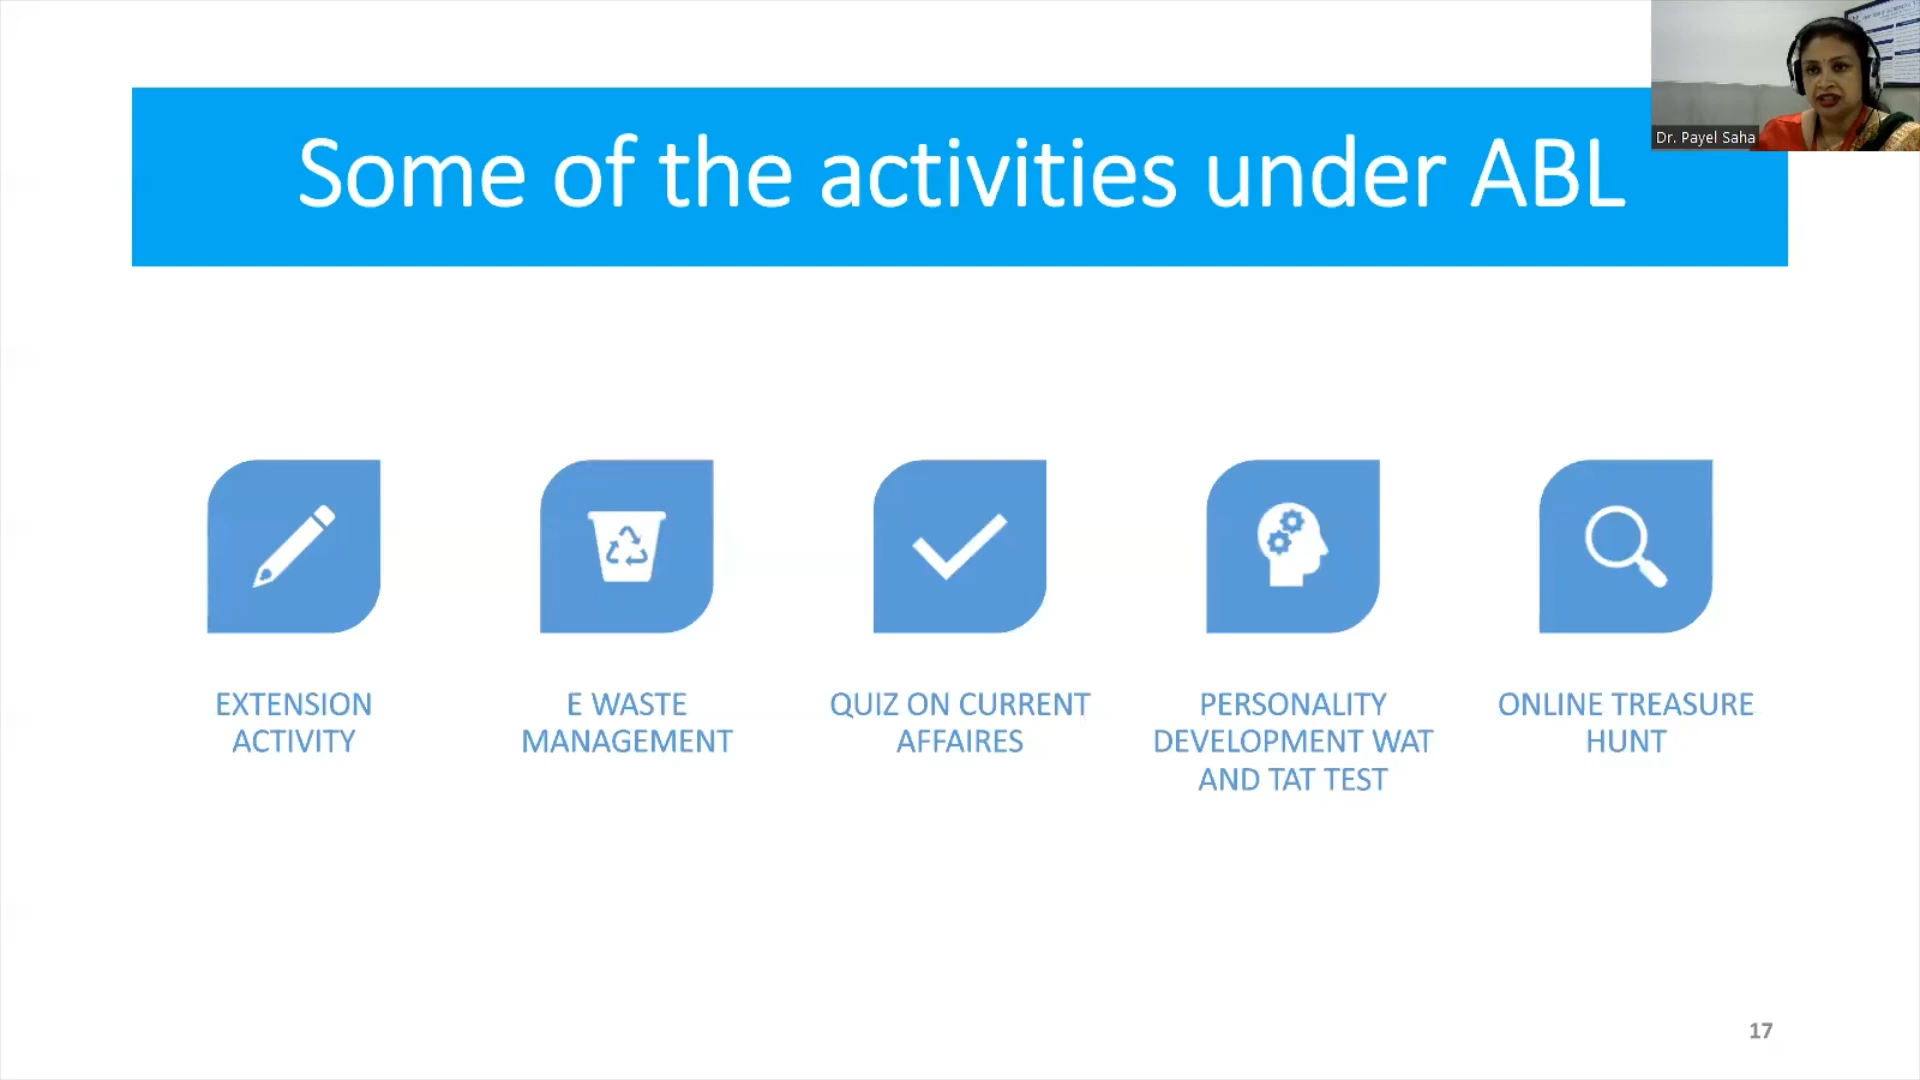 Some of the activities under ABL
Dr. Payel Saha
EXTENSION
ACTIVITY
E WASTE
MANAGEMENT
QUIZ ON CURRENT
AFFAIRES
PERSONALITY
DEVELOPMENT WAT
AND TAT TEST
ONLINE TREASURE
HUNT
17